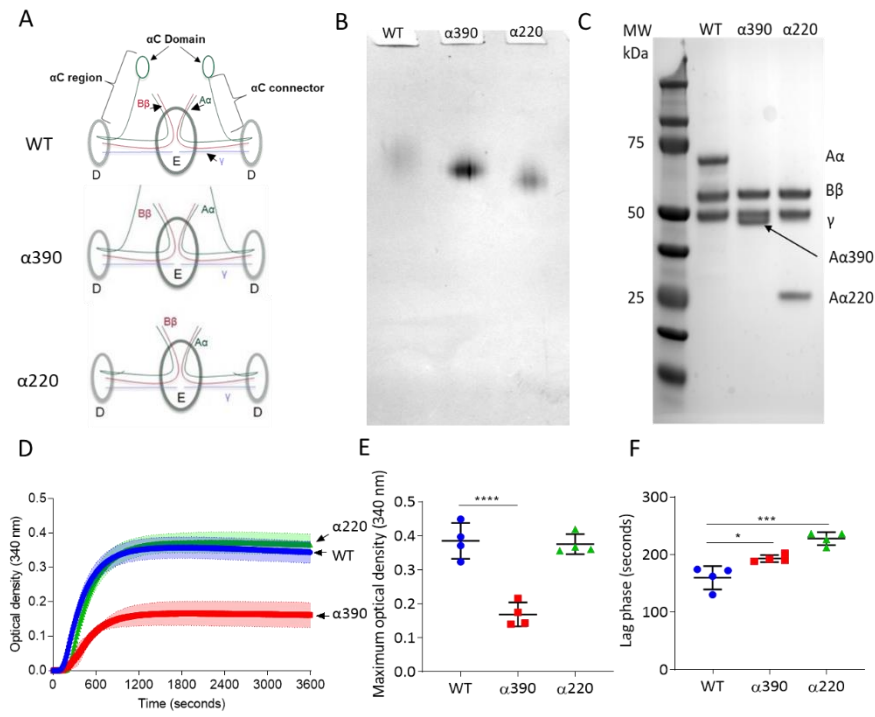 A
αC Domain
αC region
αC connector
Bβ
Aα
WT
E
γ
D
D
Bβ
Aα
α390
E
γ
D
D
Bβ
Aα
α220
E
γ
D
D
B
WT
α390
α220
C
MW
kDa
WT
α390
α220
75
50
25
Aα
Bβ
γ
Aα390
Aα220
D
Optical density (340 nm)
0.5
0.4
0.3
0.2
0.1
0.0
0
600
1200
1800
2400
3000
3600
Time (seconds)
α220
WT
α390
E
Maximum optical density (340 nm)
0.5
0.4
0.3
0.2
0.1
0.0
****
WT
α390
α220
F
Lag phase (seconds)
300
200
100
0
***
*
WT
α390
α220